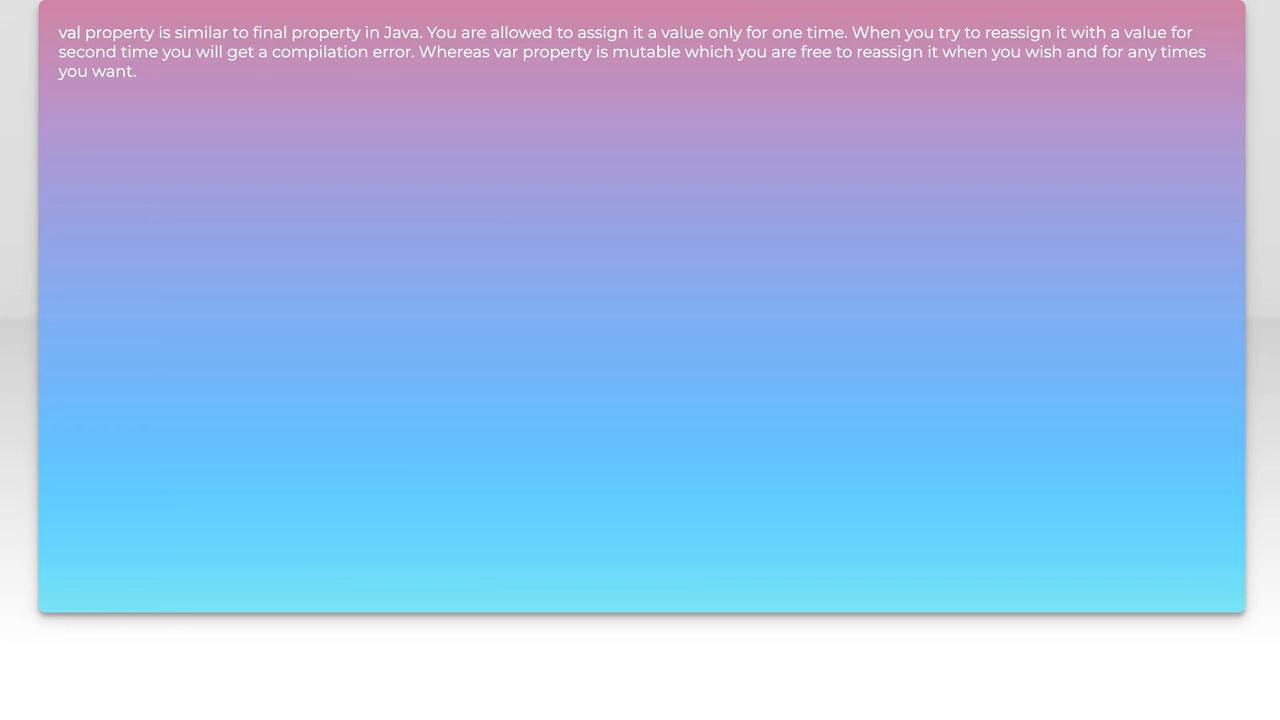 val property is similar to final property in Java. You are allowed to assign it a value only for one time. When you try to reassign it with a value for
second time you will get a compilation error. Whereas var property is mutable which you are free to reassign it when you wish and for any times
you want.